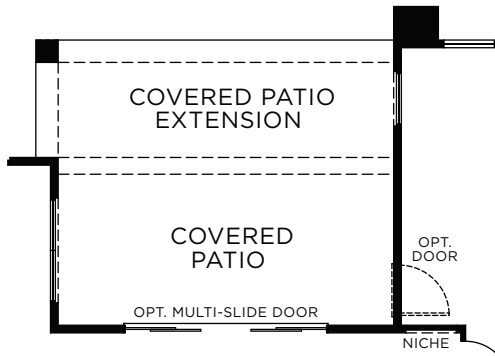 COVERED PATIO
EXTENSION
COVERED
PATIO
OPT.
DOOR
OPT. MULTI-SLIDE DOOR
NICHE